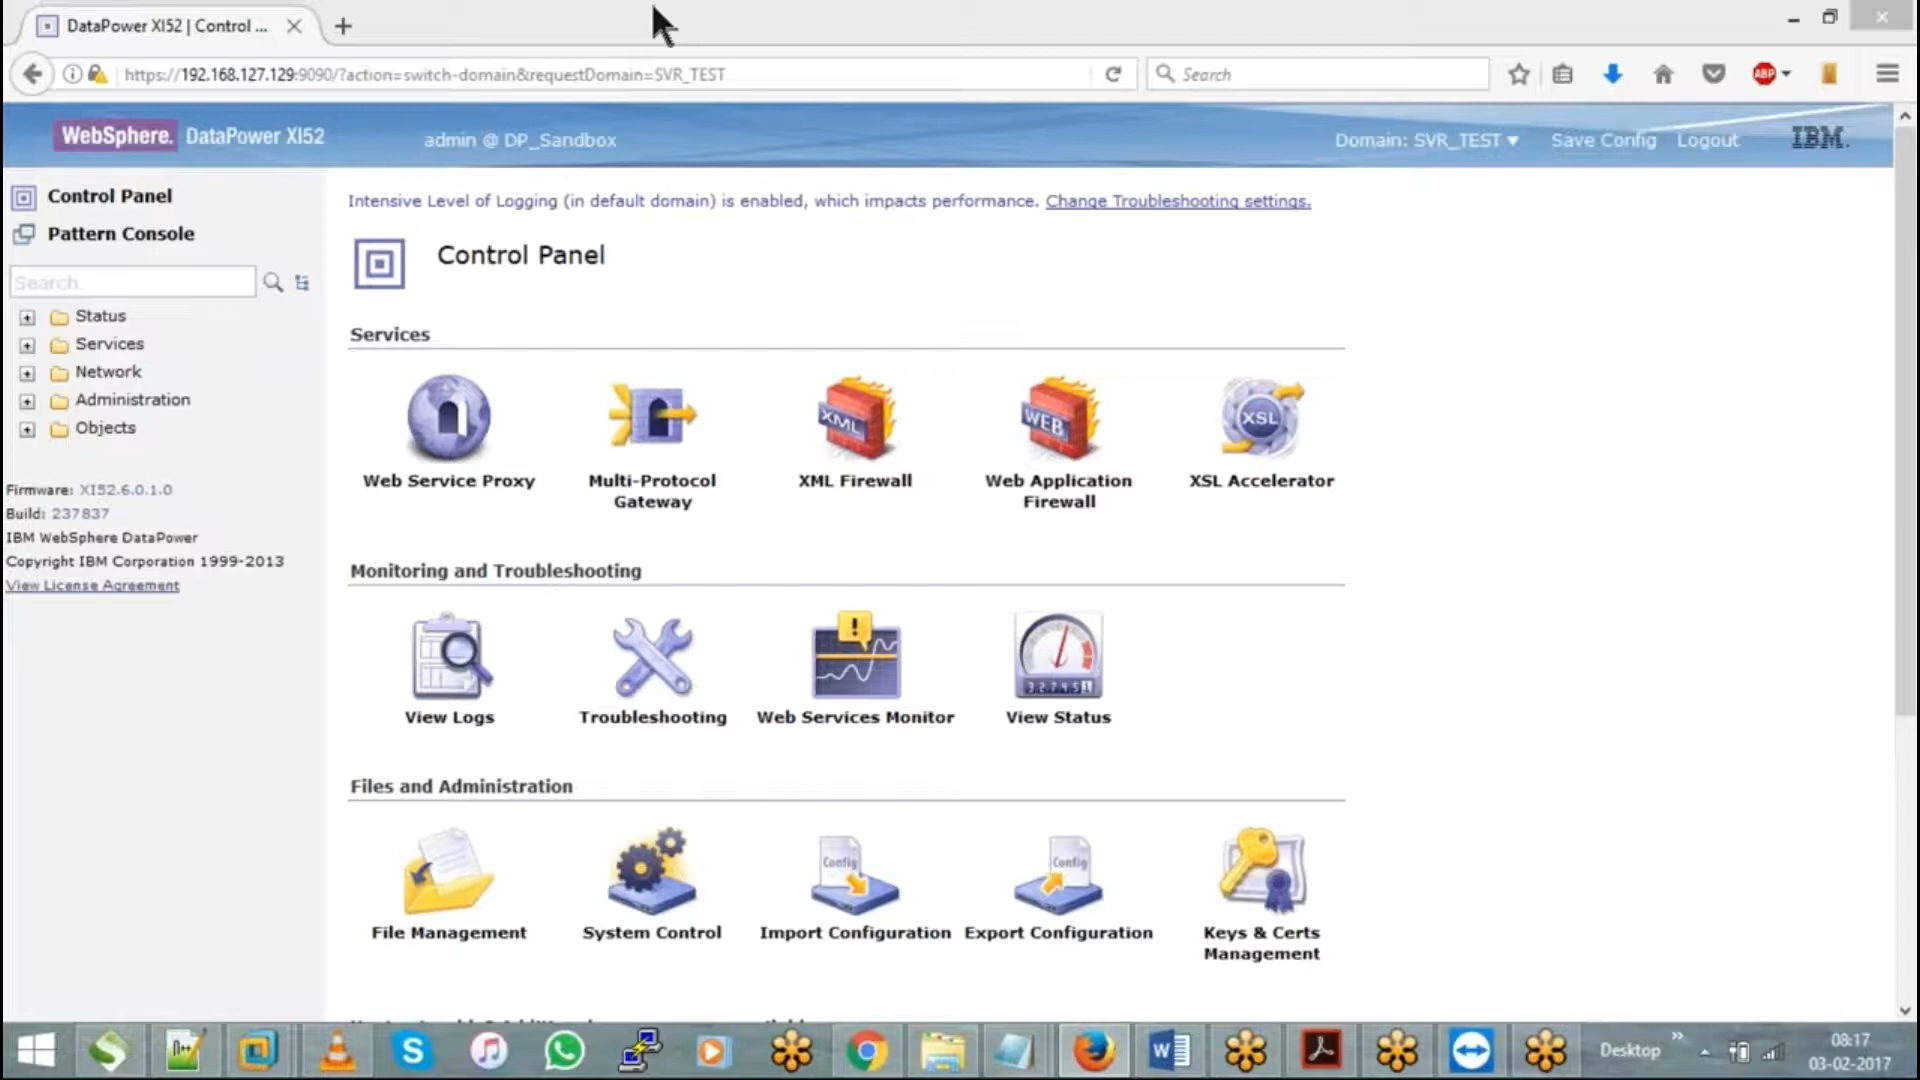 DataPower XI52 | Control ...
https://192.168.127.129:9090/?action=switch-domain&requestDomain=SVR_TEST
Search
ABP
WebSphere. DataPower XI52
admin @ DP_Sandbox
Domain: SVR_TEST
Save Config
Logout
IBM.
Control Panel
Pattern Console
Search
Status
Services
Network
Administration
Objects
Firmware: XI52.6.0.1.0
Build: 237837
IBM WebSphere DataPower
Copyright IBM Corporation 1999-2013
View License Agreement
Intensive Level of Logging (in default domain) is enabled, which impacts performance. Change Troubleshooting settings.
Control Panel
Services
XML
WEB
XSL
Web Service Proxy
Multi-Protocol
Gateway
XML Firewall
Web Application
Firewall
XSL Accelerator
Monitoring and Troubleshooting
View Logs
Troubleshooting
Web Services Monitor
View Status
Files and Administration
Config
Config
File Management
System Control
Import Configuration
Export Configuration
Keys & Certs
Management
Desktop
08:17
03-02-2017